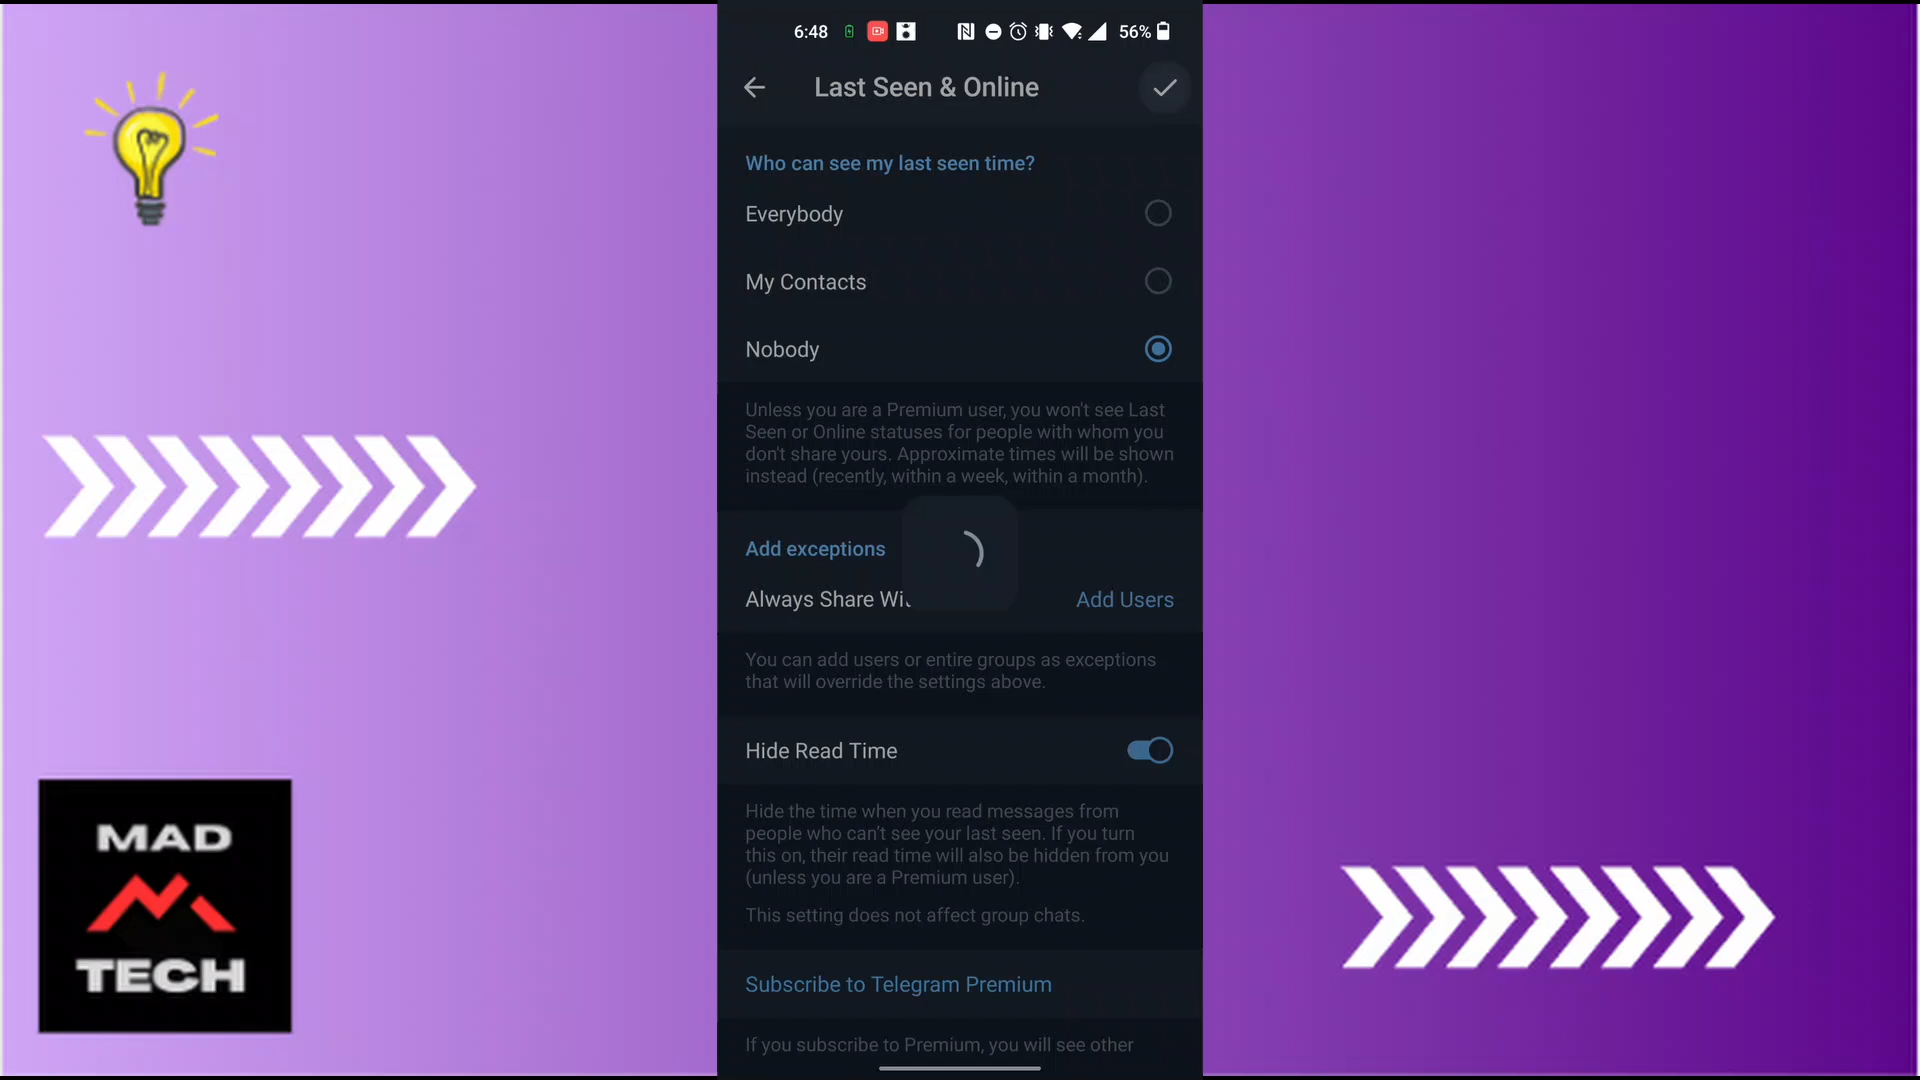 6:48
56%
Last Seen & Online
Who can see my last seen time?
Everybody
My Contacts
Nobody
Unless you are a Premium user, you won't see Last
Seen or Online statuses for people with whom you
don't share yours. Approximate times will be shown
instead (recently, within a week, within a month).
Add exceptions
Always Share Wi
Add Users
You can add users or entire groups as exceptions
that will override the settings above.
Hide Read Time
Hide the time when you read messages from
people who can't see your last seen. If you turn
this on, their read time will also be hidden from you
(unless you are a Premium user).
This setting does not affect group chats.
Subscribe to Telegram Premium
If you subscribe to Premium, you will see other
MAD
TECH